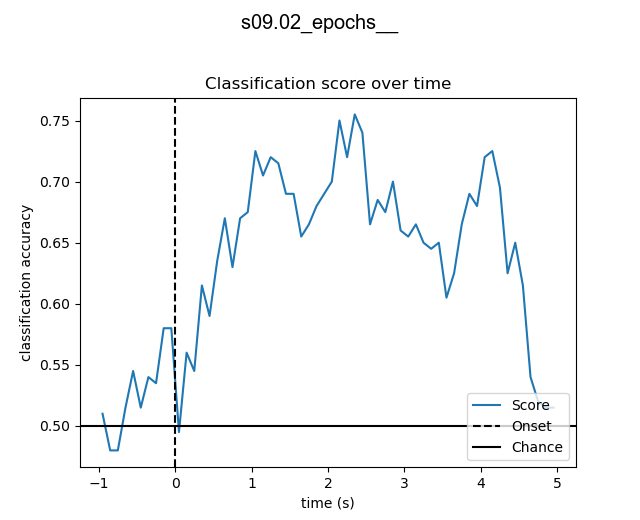 s09.02_epochs__
Classification score over time
classification accuracy
0.75
0.70
0.65
0.60
0.55
0.50
Score
Onset
Chance
−1
0
1
2
3
4
5
time (s)